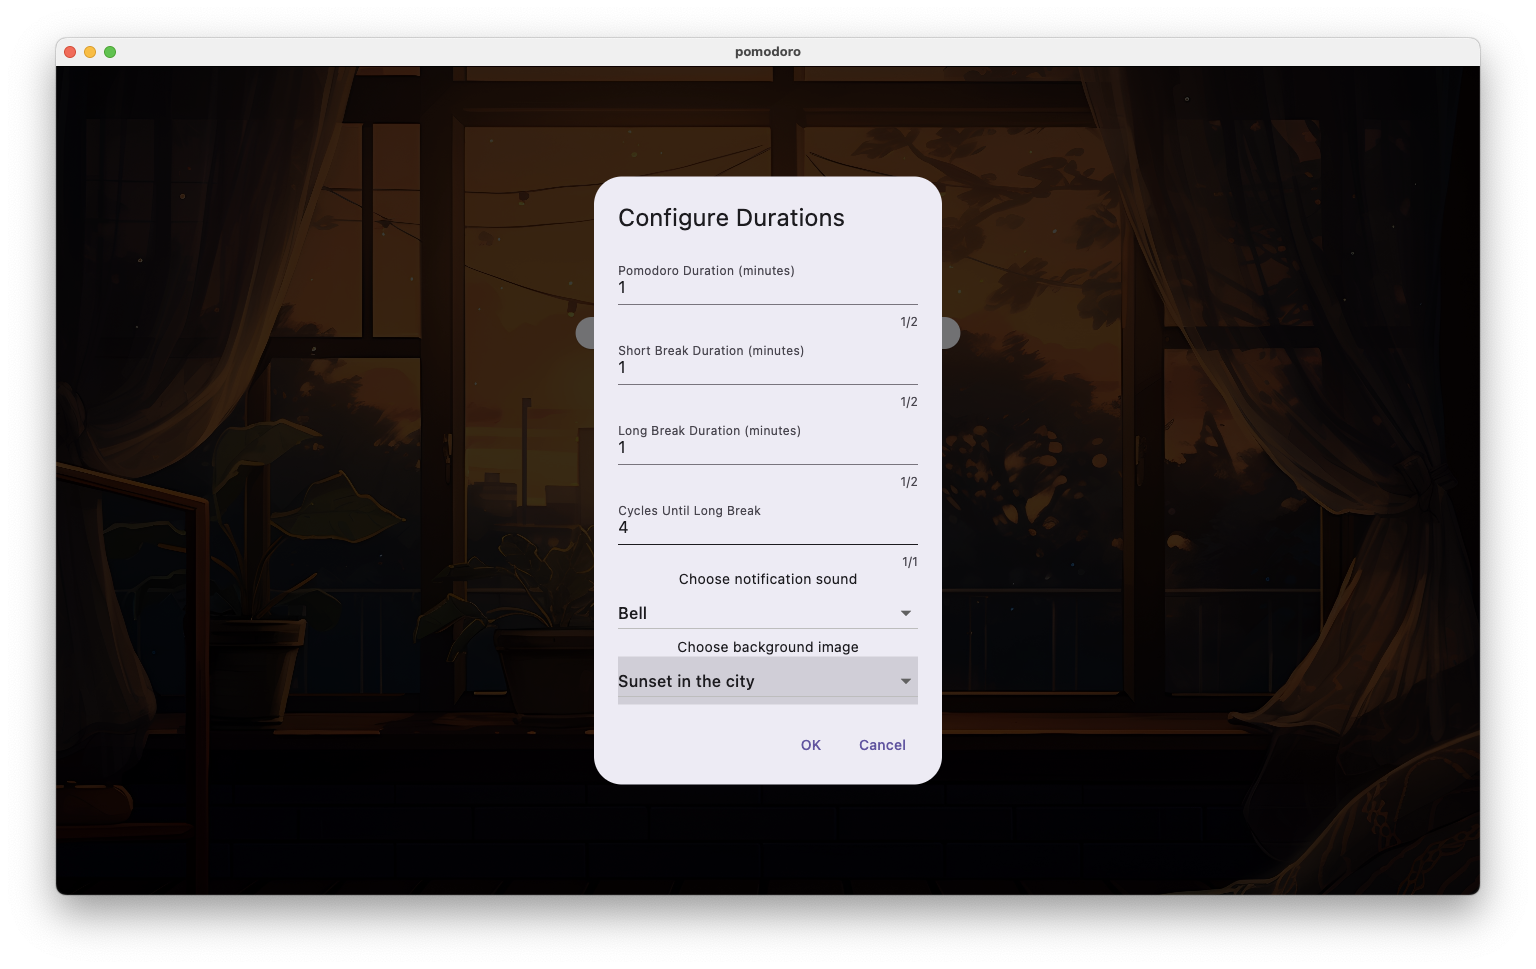 pomodoro
Configure Durations
Pomodoro Duration (minutes)
1
1/2
Short Break Duration (minutes)
1
1/2
Long Break Duration (minutes)
1
1/2
Cycles Until Long Break
4
1/1
Choose notification sound
Bell
Choose background image
Sunset in the city
OK Cancel